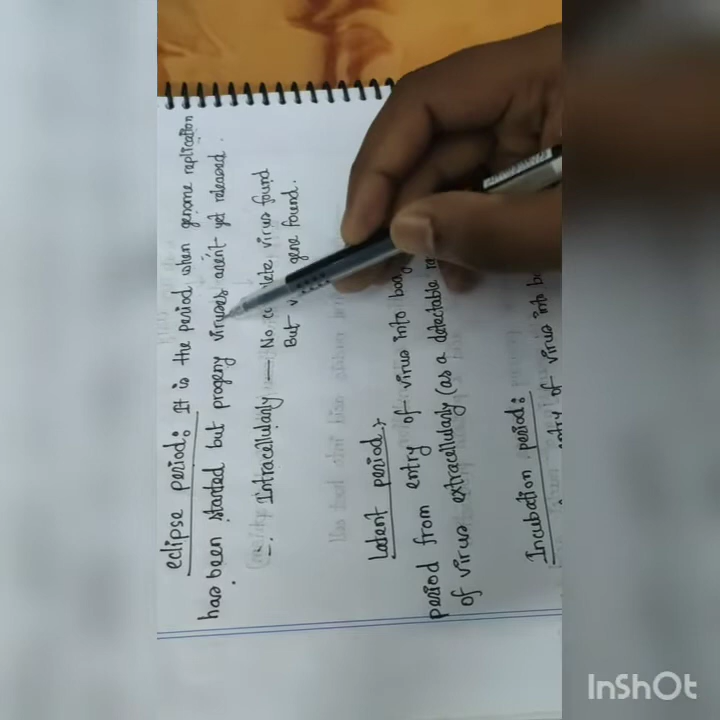 eclipse period: It is the period when genome replication
has been started but progeny viruses aren't yet released.
Intracellularly — No virus found
But gene found.
Latent period:
period from entry of virus into
of virus extracellularly (as a detectable
Incubation period:
of virus into
InShOt